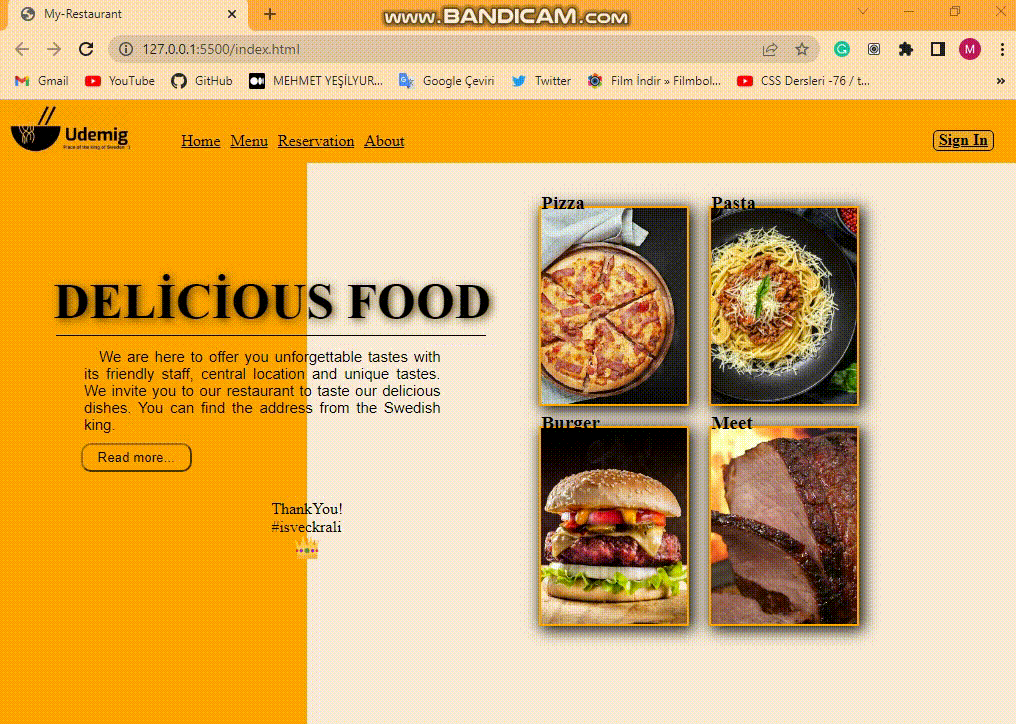 My-Restaurant
www.BANDICAM.com
127.0.0.1:5500/index.html
M
Gmail
YouTube
GitHub
MEHMET YEŞİLYUR...
Google Çeviri
Twitter
Film İndir » Filmbol...
CSS Dersleri -76 / t...
»
Udemig
Place of the king of Sweden :)
Home Menu Reservation About
Sign In
DELİCİOUS FOOD
We are here to offer you unforgettable tastes with
its friendly staff, central location and unique tastes.
We invite you to our restaurant to taste our delicious
dishes. You can find the address from the Swedish
king.
Read more...
ThankYou!
#isveckrali
Pizza
Pasta
Burger
Meet